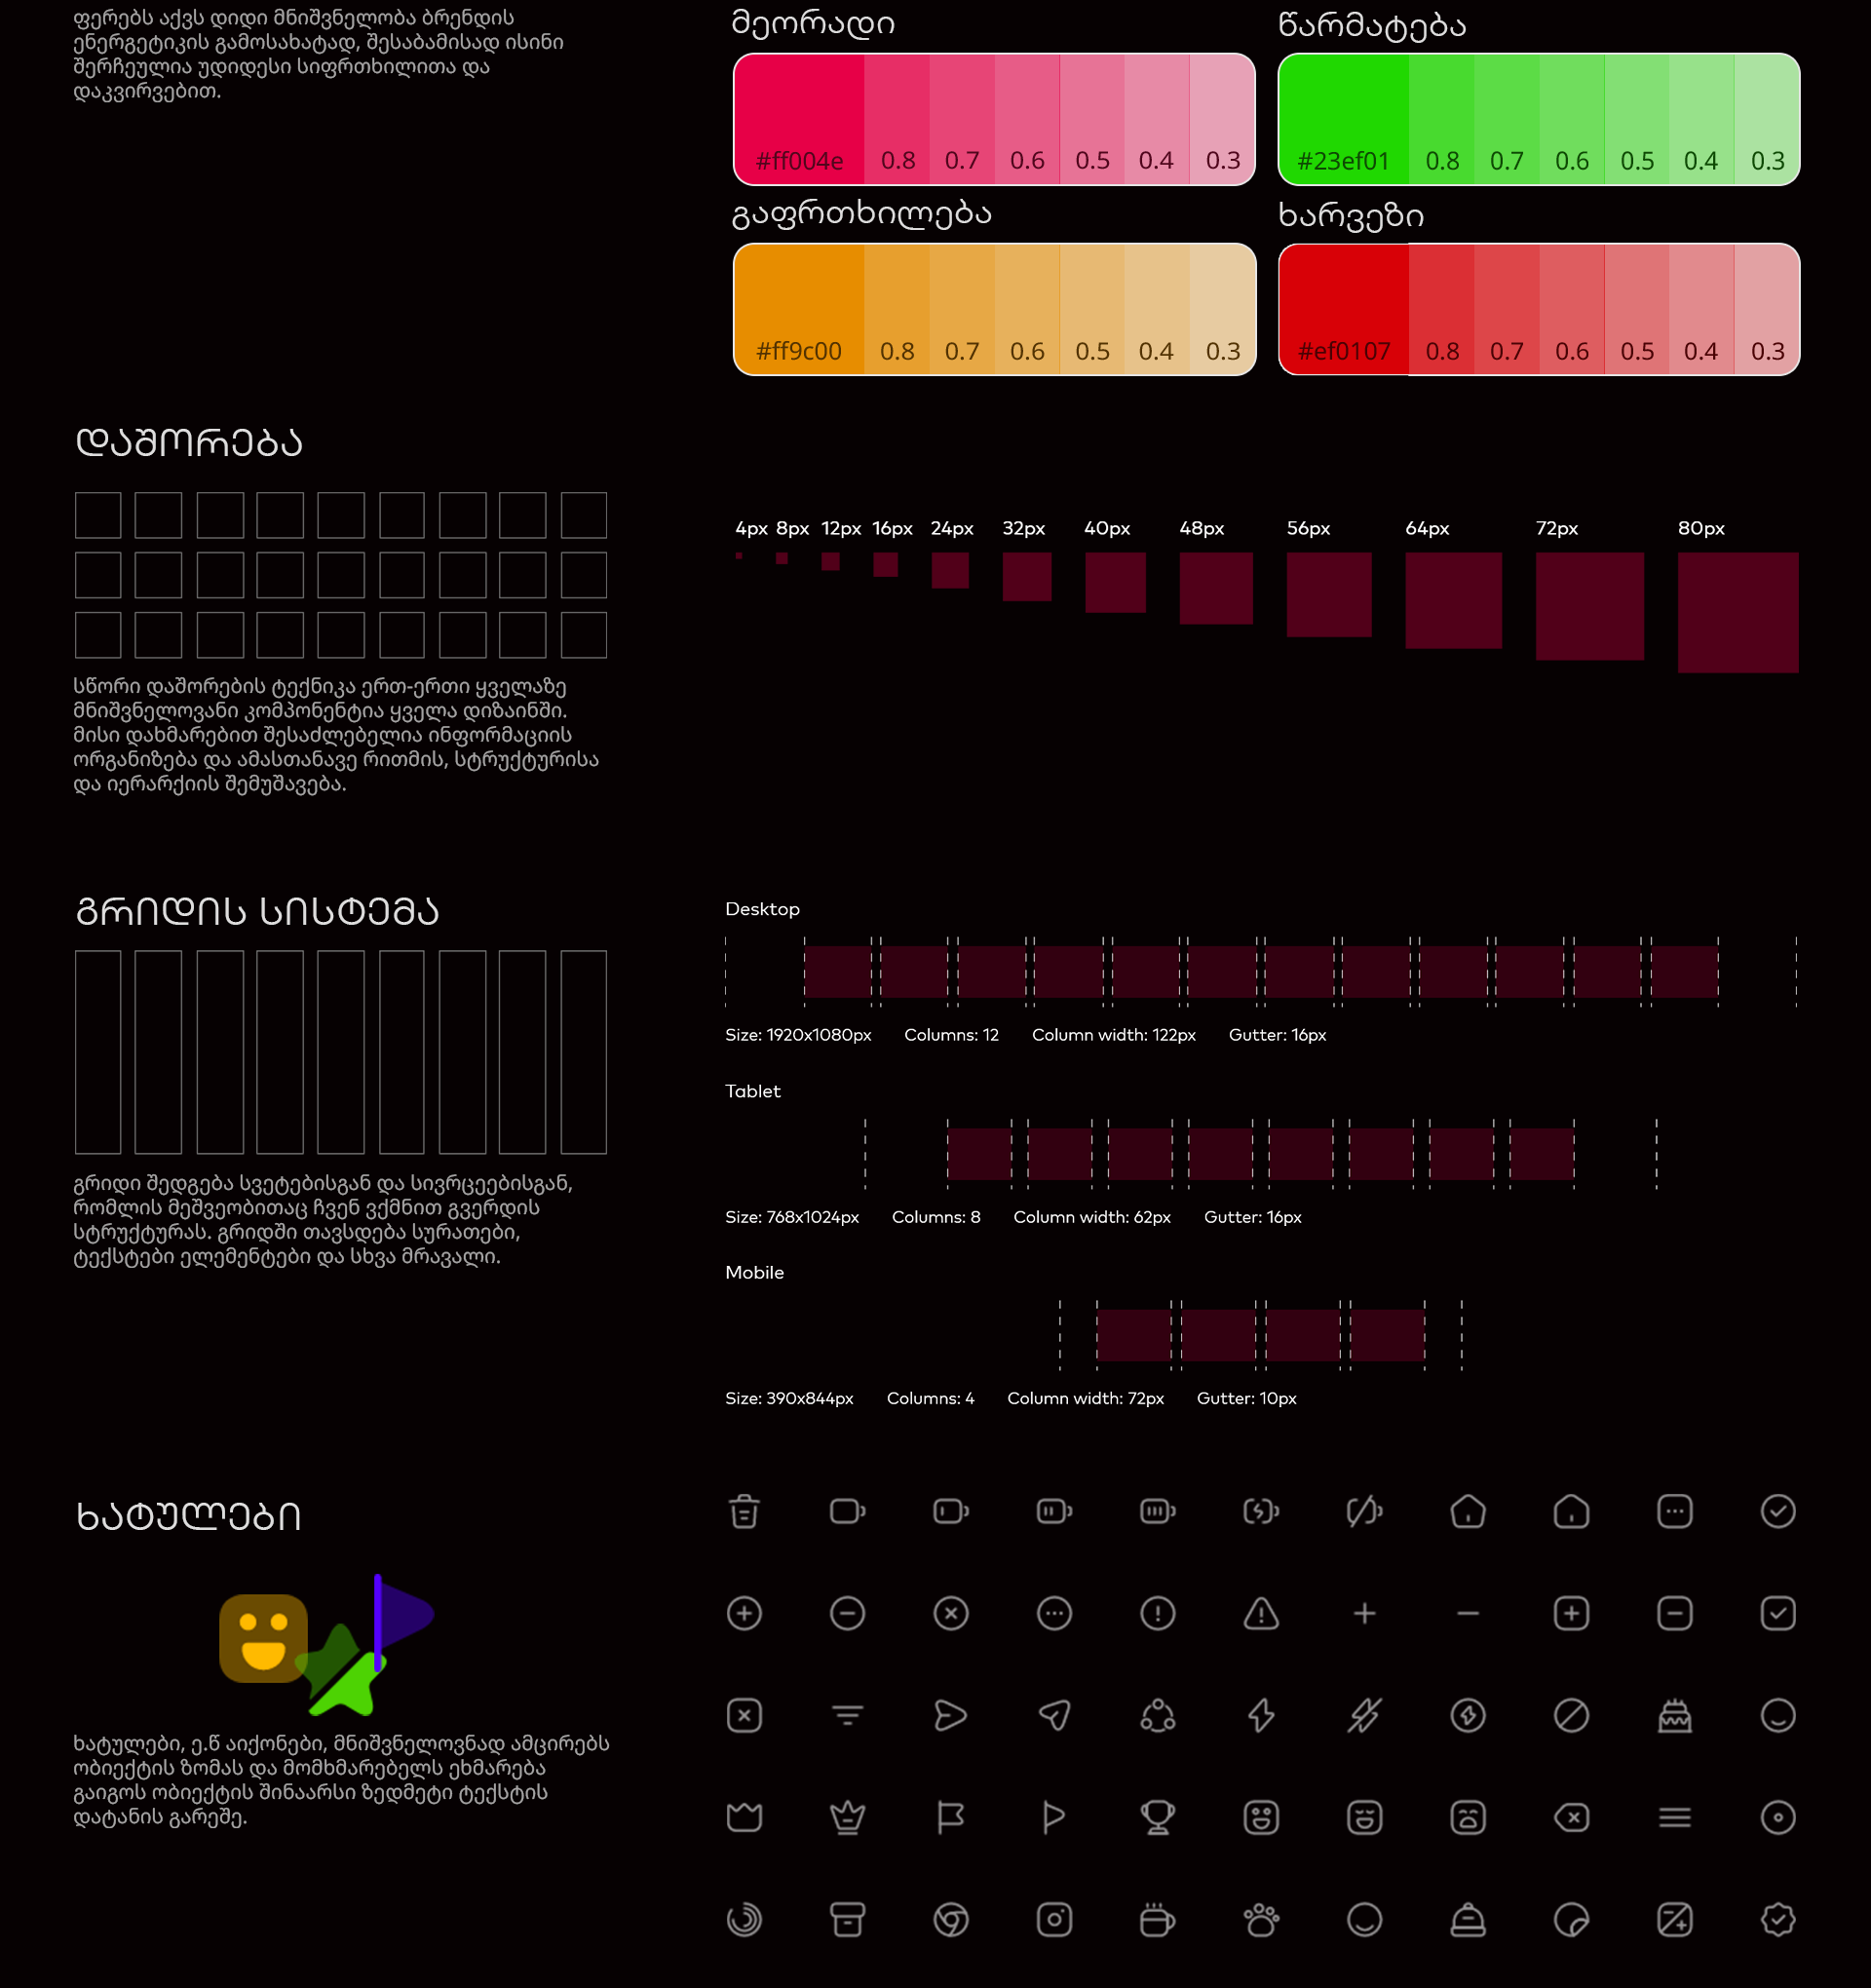 ფერებს აქვს დიდი მნიშვნელობა ბრენდის
ენერგეტიკის გამოსახატად, შესაბამისად ისინი
შერჩეულია უდიდესი სიფრთხილითა და
დაკვირვებით.
მეორადი
#ff004e 0.8 0.7 0.6 0.5 0.4 0.3
წარმატება
#23ef01 0.8 0.7 0.6 0.5 0.4 0.3
გაფრთხილება
#ff9c00 0.8 0.7 0.6 0.5 0.4 0.3
ხარვეზი
#ef0107 0.8 0.7 0.6 0.5 0.4 0.3
დაშორება
4px 8px 12px 16px 24px 32px 40px 48px 56px 64px 72px 80px
სწორი დაშორების ტექნიკა ერთ-ერთი ყველაზე
მნიშვნელოვანი კომპონენტია ყველა დიზაინში.
მისი დახმარებით შესაძლებელია ინფორმაციის
ორგანიზება და ამასთანავე რითმის, სტრუქტურისა
და იერარქიის შემუშავება.
გრიდის სისტემა
გრიდი შედგება სვეტებისგან და სივრცეებისგან,
რომლის მეშვეობითაც ჩვენ ვქმნით გვერდის
სტრუქტურას. გრიდში თავსდება სურათები,
ტექსტები ელემენტები და სხვა მრავალი.
Desktop
Size: 1920x1080px Columns: 12 Column width: 122px Gutter: 16px
Tablet
Size: 768x1024px Columns: 8 Column width: 62px Gutter: 16px
Mobile
Size: 390x844px Columns: 4 Column width: 72px Gutter: 10px
ხატულები
ხატულები, ე.წ აიქონები, მნიშვნელოვნად ამცირებს
ობიექტის ზომას და მომხმარებელს ეხმარება
გაიგოს ობიექტის შინაარსი ზედმეტი ტექსტის
დატანის გარეშე.